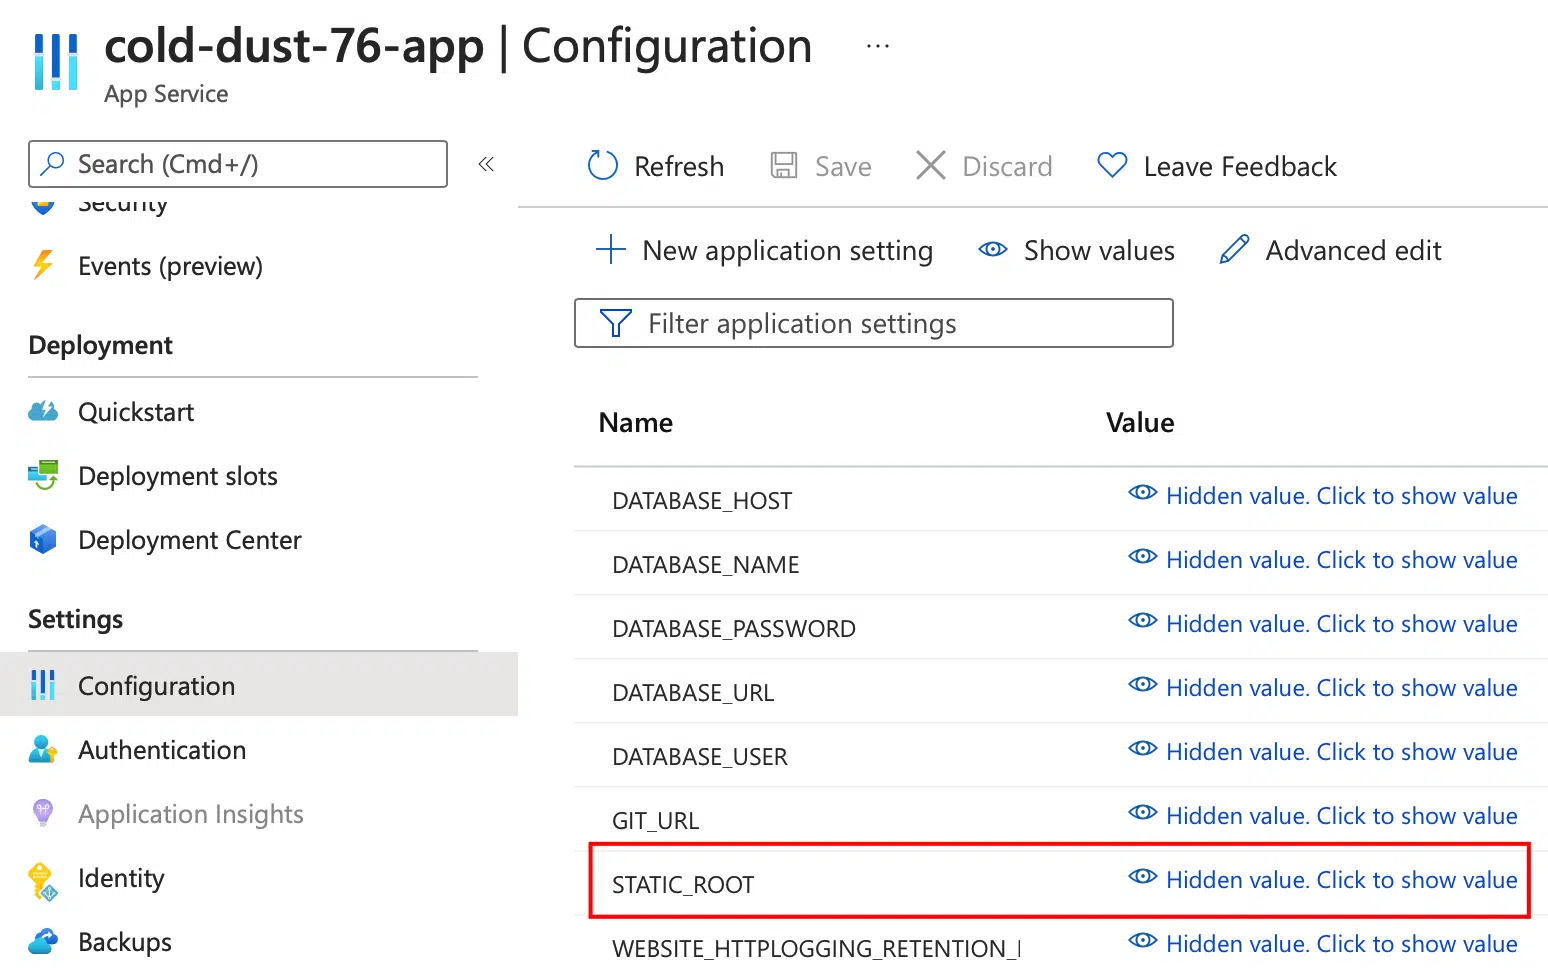 cold-dust-76-app | Configuration ...
App Service
Search (Cmd+/)
«
Security
Events (preview)
Deployment
Quickstart
Deployment slots
Deployment Center
Settings
Configuration
Authentication
Application Insights
Identity
Backups
Refresh Save Discard Leave Feedback
New application setting Show values Advanced edit
Filter application settings
Name Value
DATABASE_HOST Hidden value. Click to show value
DATABASE_NAME Hidden value. Click to show value
DATABASE_PASSWORD Hidden value. Click to show value
DATABASE_URL Hidden value. Click to show value
DATABASE_USER Hidden value. Click to show value
GIT_URL Hidden value. Click to show value
STATIC_ROOT Hidden value. Click to show value
WEBSITE_HTTPLOGGING_RETENTION_ Hidden value. Click to show value